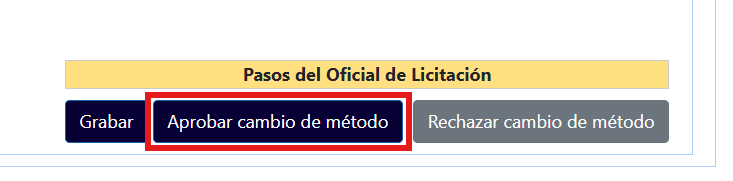 Pasos del Oficial de Licitación
Grabar Aprobar cambio de método Rechazar cambio de método